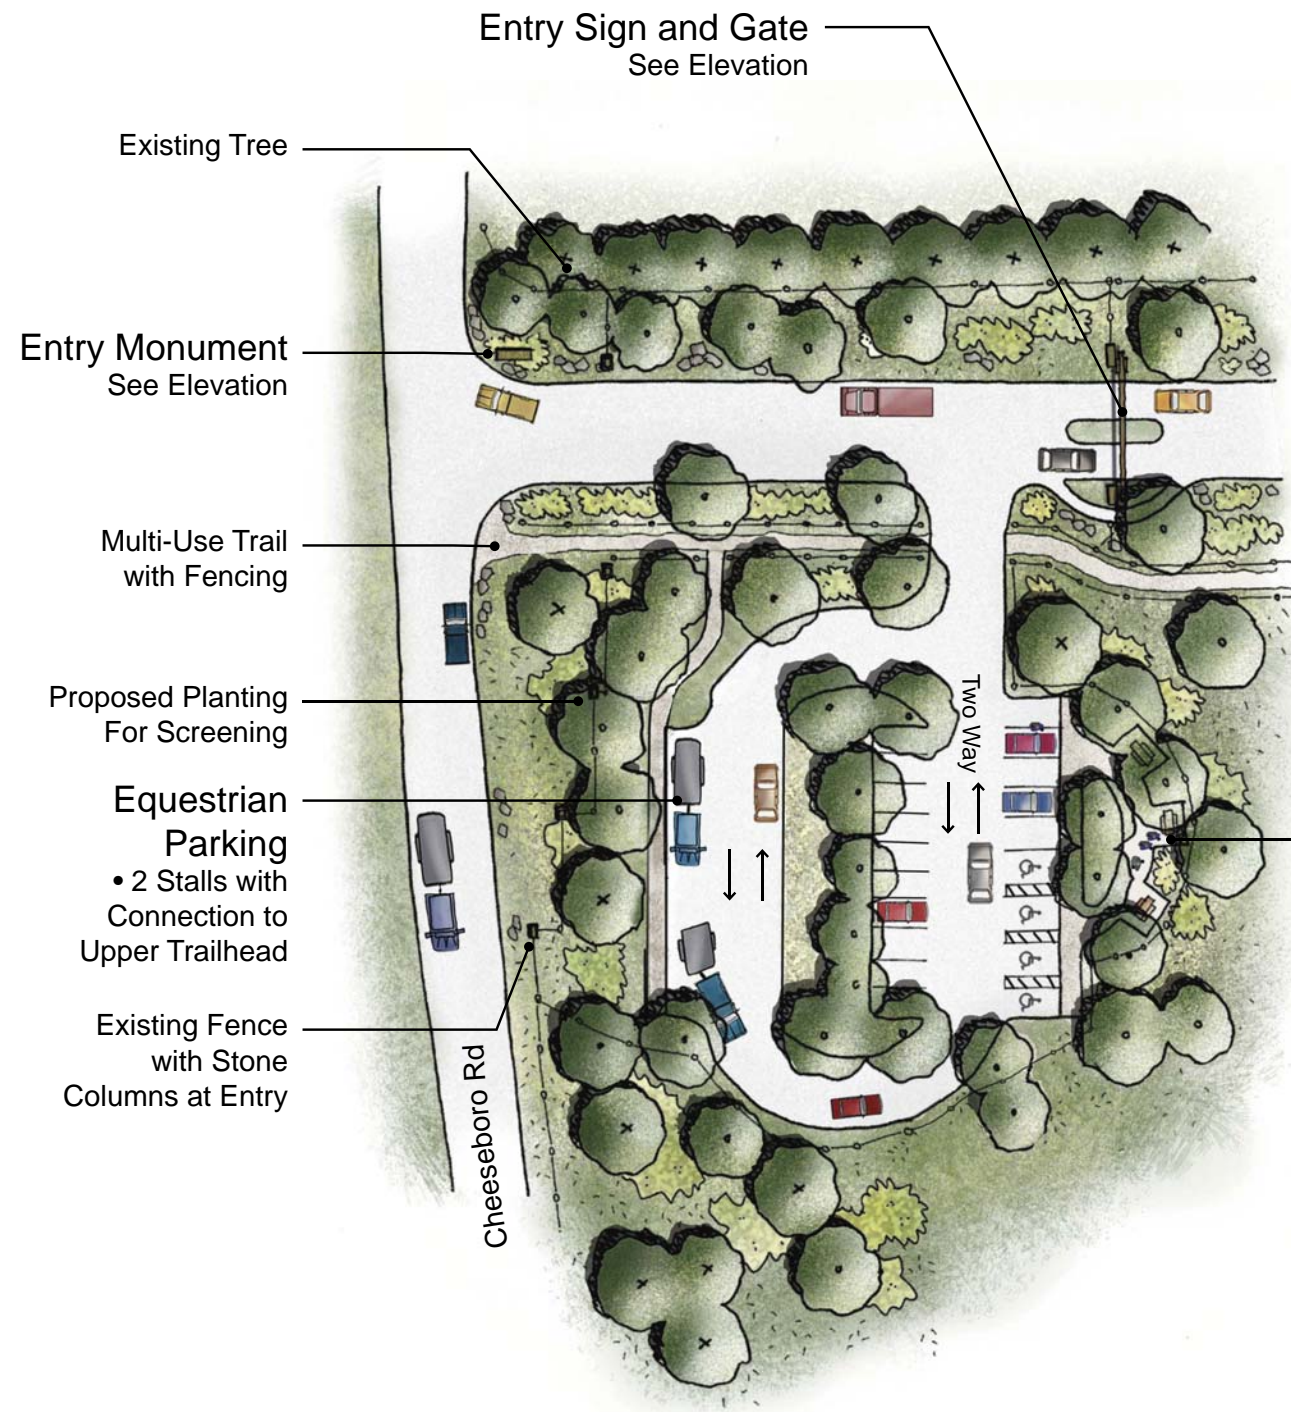 Entry Sign and Gate
See Elevation
Existing Tree
Entry Monument
See Elevation
Multi-Use Trail
with Fencing
Proposed Planting
For Screening
Two Way
Equestrian
Parking
• 2 Stalls with
Connection to
Upper Trailhead
Existing Fence
with Stone
Columns at Entry
Cheeseboro Rd